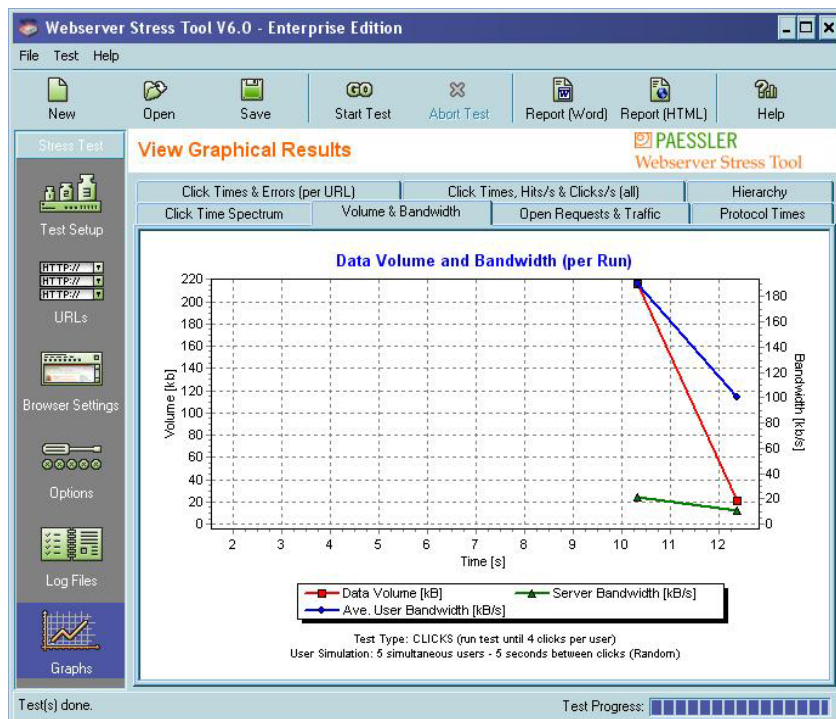 Webserver Stress Tool V6.0 - Enterprise Edition
File Test Help
New Open Save Start Test Abort Test Report (Word) Report (HTML) Help
GO
Stress Test
View Graphical Results
PAESSLER
Webserver Stress Tool
Click Times & Errors (per URL) Click Times, Hits/s & Clicks/s (all) Hierarchy
Click Time Spectrum Volume & Bandwidth Open Requests & Traffic Protocol Times
Test Setup
HTTP://
HTTP://
HTTP://
URLs
Browser Settings
Options
Log Files
Graphs
Data Volume and Bandwidth (per Run)
Volume [kb]
220
200
180
160
140
120
100
80
60
40
20
0
180
160
140
120
100
80
60
40
20
0
Bandwidth [kb/s]
2 3 4 5 6 7 8 9 10 11 12
Time [s]
Data Volume [kB] Server Bandwidth [kB/s]
Ave. User Bandwidth [kB/s]
Test Type: CLICKS (run test until 4 clicks per user)
User Simulation: 5 simultaneous users - 5 seconds between clicks (Random)
Test(s) done. Test Progress: